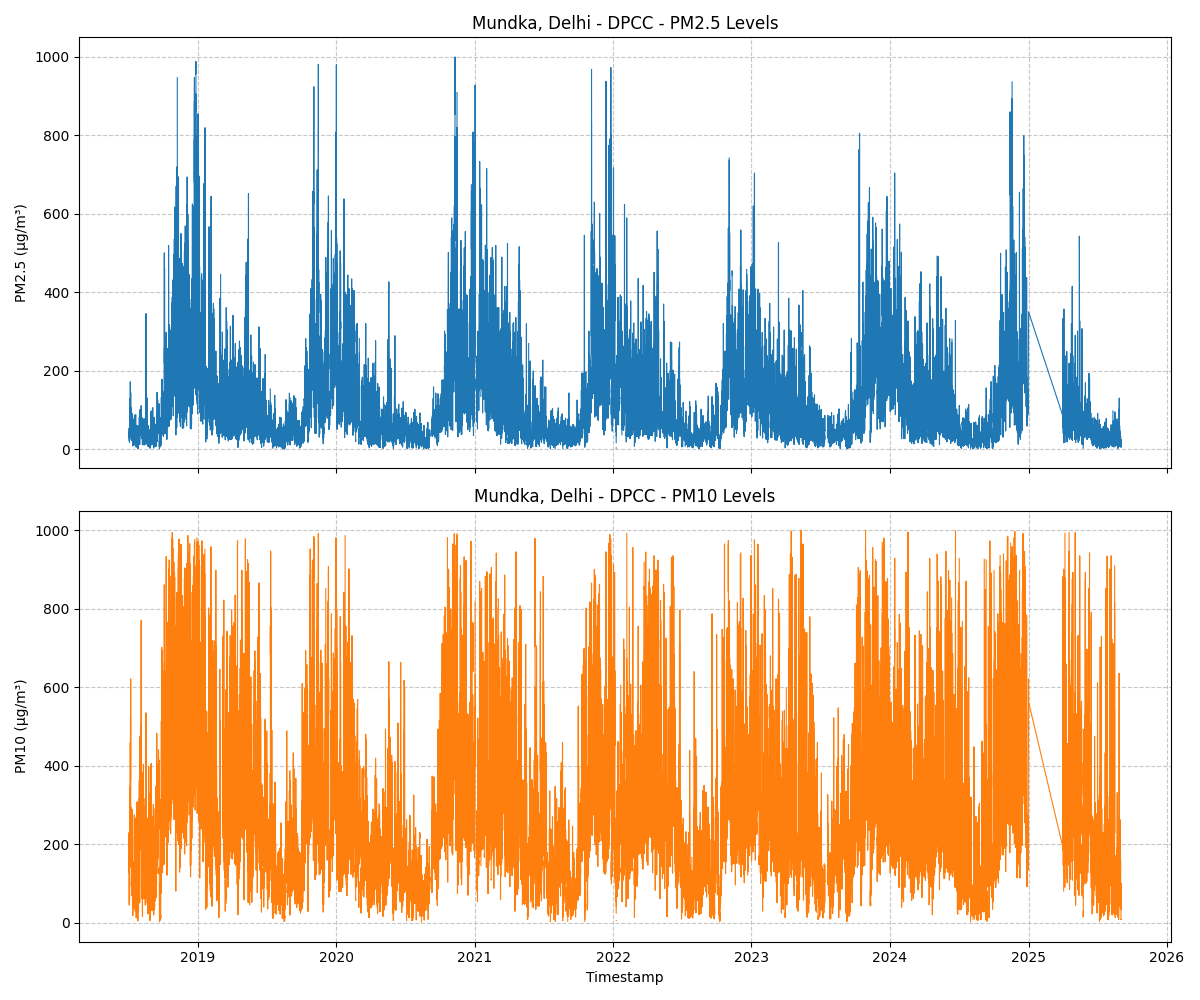 Mundka, Delhi - DPCC - PM2.5 Levels
1000
800
600
400
200
0
PM2.5 (µg/m³)
Mundka, Delhi - DPCC - PM10 Levels
1000
800
600
400
200
0
PM10 (µg/m³)
2019 2020 2021 2022 2023 2024 2025 2026
Timestamp